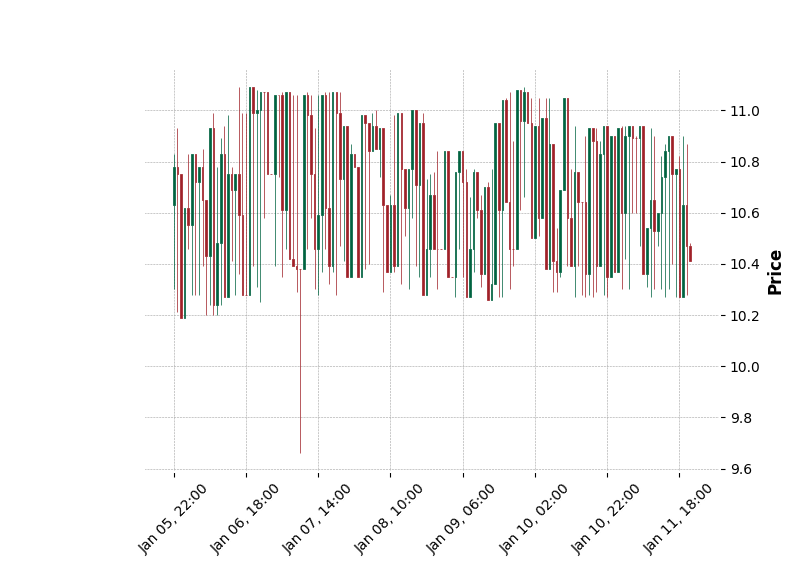 11.0
10.8
10.6
10.4
10.2
10.0
9.8
9.6
Price
Jan 05, 22:00
Jan 06, 18:00
Jan 07, 14:00
Jan 08, 10:00
Jan 09, 06:00
Jan 10, 02:00
Jan 10, 22:00
Jan 11, 18:00